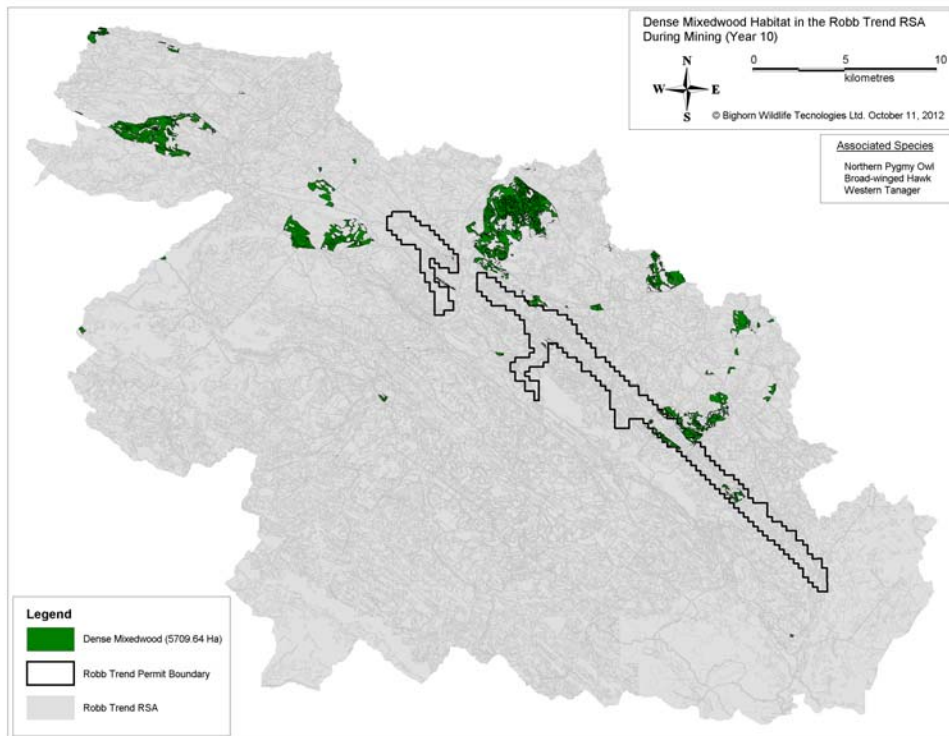 Dense Mixedwood Habitat in the Robb Trend RSA
During Mining (Year 10)
0 5 10
kilometres
N
W E
S
© Bighorn Wildlife Tecnologies Ltd. October 11, 2012
Associated Species
Northern Pygmy Owl
Broad-winged Hawk
Western Tanager
Legend
Dense Mixedwood (5709.64 Ha)
Robb Trend Permit Boundary
Robb Trend RSA